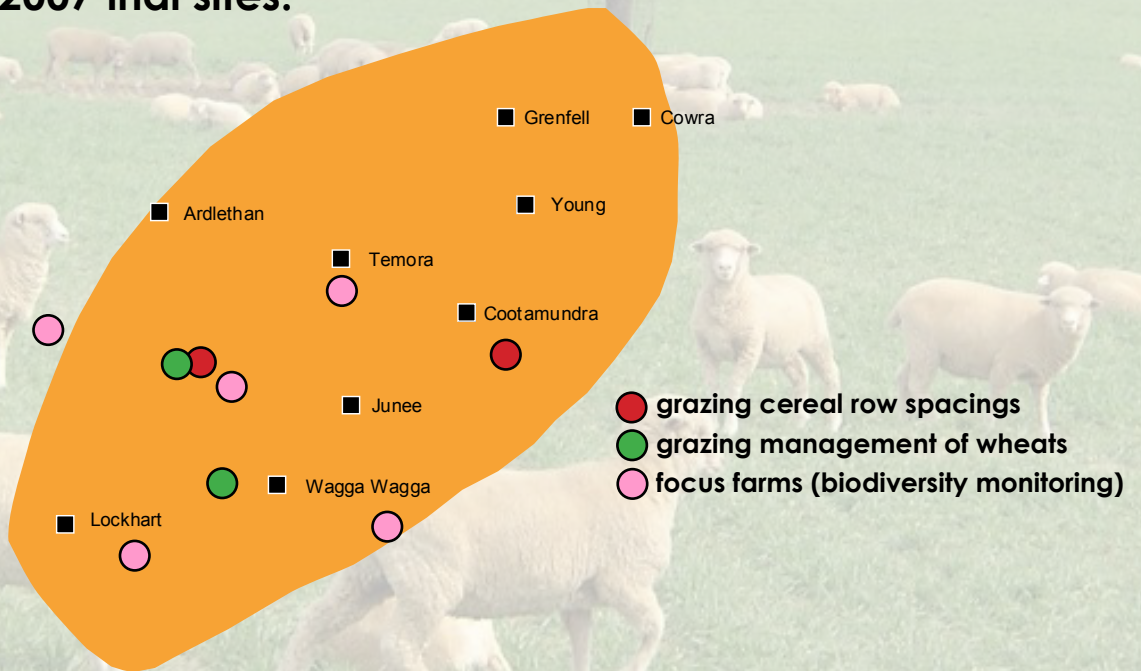 2007 trial sites:
Grenfell
Cowra
Ardlethan
Young
Temora
Cootamundra
grazing cereal row spacings
Junee
grazing management of wheats
focus farms (biodiversity monitoring)
Wagga Wagga
Lockhart